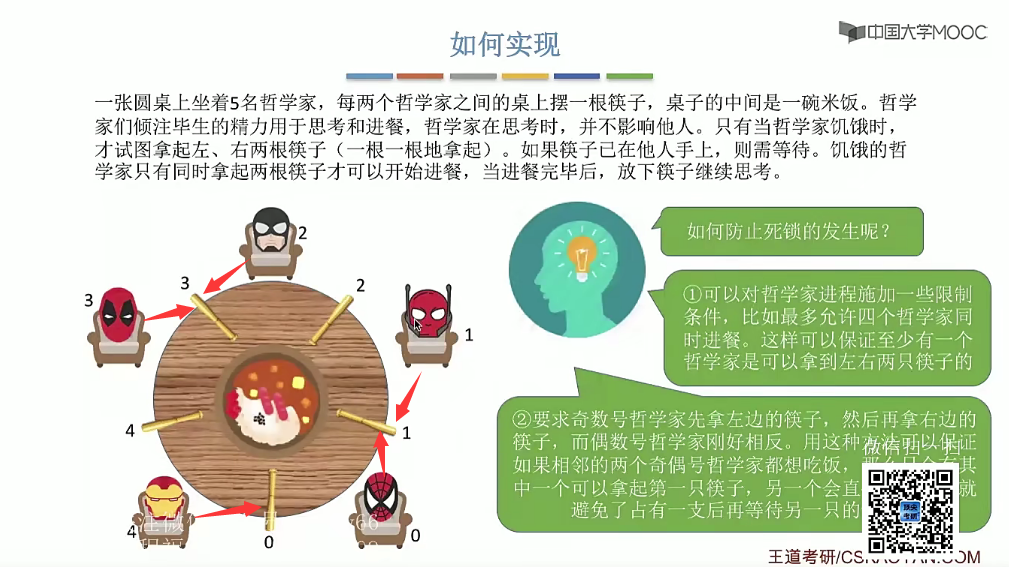 中国大学MOOC
如何实现
一张圆桌上坐着5名哲学家，每两个哲学家之间的桌上摆一根筷子，桌子的中间是一碗米饭。哲学
家们倾注毕生的精力用于思考和进餐，哲学家在思考时，并不影响他人。只有当哲学家饥饿时，
才试图拿起左、右两根筷子（一根一根地拿起）。如果筷子已在他人手上，则需等待。饥饿的哲
学家只有同时拿起两根筷子才可以开始进餐，当进餐完毕后，放下筷子继续思考。
2
3
2
3
1
4
1
4
0
0
如何防止死锁的发生呢？
①可以对哲学家进程施加一些限制
条件，比如最多允许四个哲学家同
时进餐。这样可以保证至少有一个
哲学家是可以拿到左右两只筷子的
②要求奇数号哲学家先拿左边的筷子，然后再拿右边的
筷子，而偶数号哲学家刚好相反。用这种方法可以保证
如果相邻的两个奇偶号哲学家都想吃饭，
其
中一个可以拿起第一只筷子，另一个会直
就
避免了占有一支后再等待另一只的
微信扫一扫
王道考研/CSKAOYAN.COM